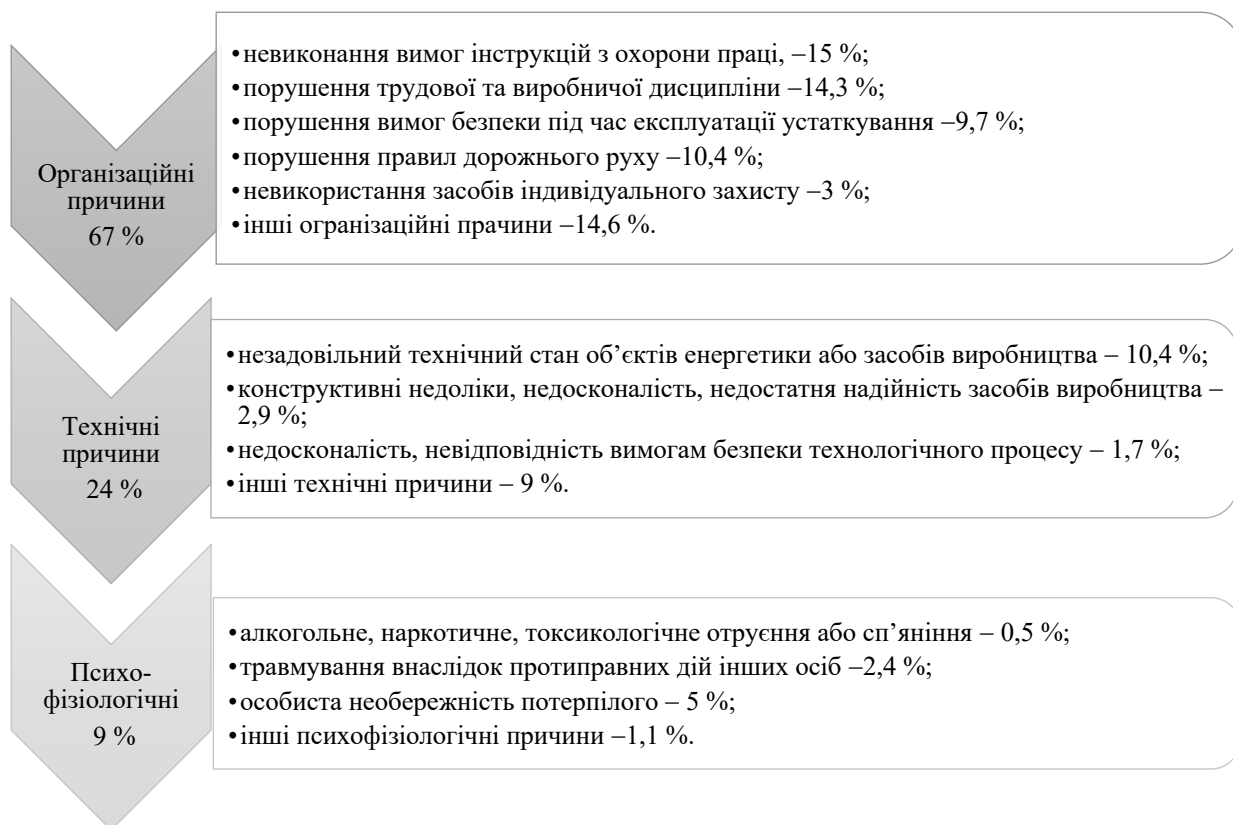 Організаційні
причини
67 %
•невиконання вимог інструкцій з охорони праці, –15 %;
•порушення трудової та виробничої дисципліни –14,3 %;
•порушення вимог безпеки під час експлуатації устаткування –9,7 %;
•порушення правил дорожнього руху –10,4 %;
•невикористання засобів індивідуального захисту –3 %;
•інші огранізаційні прачини –14,6 %.
Технічні
причини
24 %
•незадовільний технічний стан об’єктів енергетики або засобів виробництва – 10,4 %;
•конструктивні недоліки, недосконалість, недостатня надійність засобів виробництва –
2,9 %;
•недосконалість, невідповідність вимогам безпеки технологічного процесу – 1,7 %;
•інші технічні причини – 9 %.
Психо-
фізіологічні
9 %
•алкогольне, наркотичне, токсикологічне отруєння або сп’яніння – 0,5 %;
•травмування внаслідок протиправних дій інших осіб –2,4 %;
•особиста необережність потерпілого – 5 %;
•інші психофізіологічні причини –1,1 %.